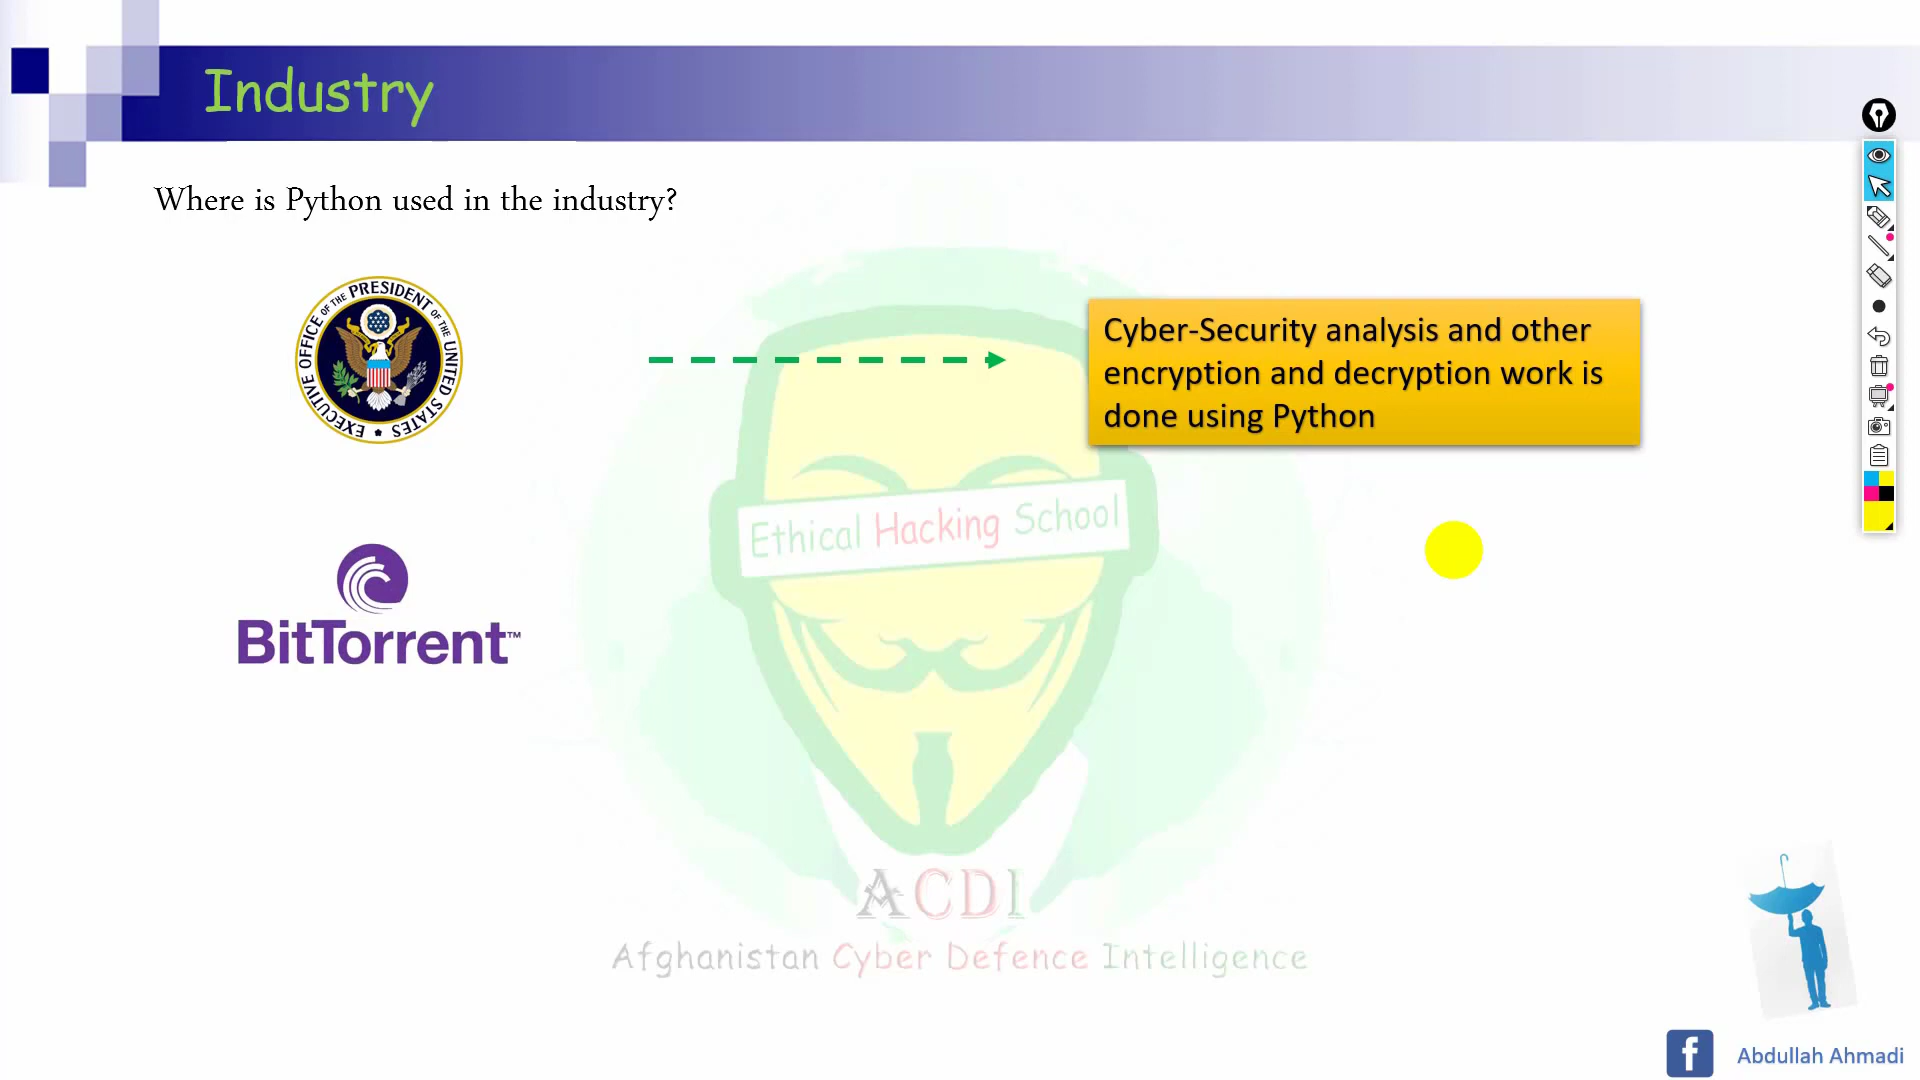 Industry
Where is Python used in the industry?
EXECUTIVE OFFICE OF THE PRESIDENT OF THE UNITED STATES
Cyber-Security analysis and other
encryption and decryption work is
done using Python
Ethical Hacking School
BitTorrent™
ACDI
Afghanistan Cyber Defence Intelligence
f
Abdullah Ahmadi